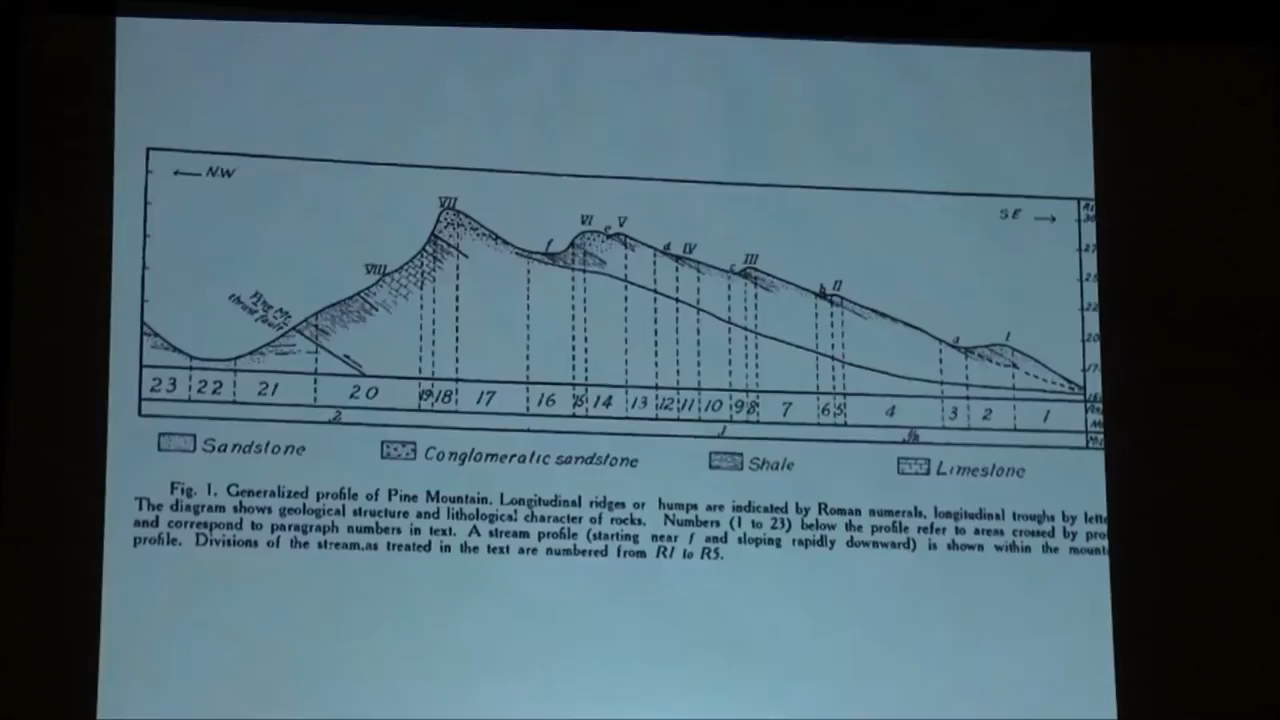 ← N.W
SE →
VII
VI
e V
f
d IV
c III
VIII
b II
Pine Mt.
thrust fault
a I
23 22 21 20 19 18 17 16 15 14 13 12 11 10 9 8 7 6 5 4 3 2 1
Sandstone Conglomeratic sandstone Shale Limestone
Fig. 1. Generalized profile of Pine Mountain. Longitudinal ridges or humps are indicated by Roman numerals, longitudinal troughs by lette
The diagram shows geological structure and lithological character of rocks. Numbers (1 to 23) below the profile refer to areas crossed by pro
and correspond to paragraph numbers in text. A stream profile (starting near f and sloping rapidly downward) is shown within the mount
profile. Divisions of the stream,as treated in the text are numbered from R1 to R5.